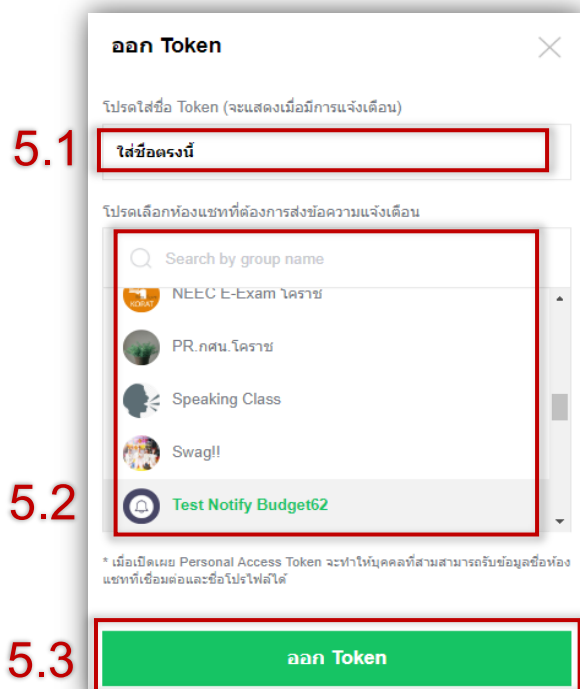 ออก Token
โปรดใส่ชื่อ Token (จะแสดงเมื่อมีการแจ้งเตือน)
5.1
ใส่ชื่อตรงนี้
โปรดเลือกห้องแชทที่ต้องการส่งข้อความแจ้งเตือน
Search by group name
KORAT
NEEC E-Exam โคราช
PR.กศน.โคราช
Speaking Class
Swag!!
5.2
Test Notify Budget62
* เมื่อเปิดเผย Personal Access Token จะทำให้บุคคลที่สามสามารถรับข้อมูลชื่อห้อง
แชทที่เชื่อมต่อและชื่อโปรไฟล์ได้
5.3
ออก Token